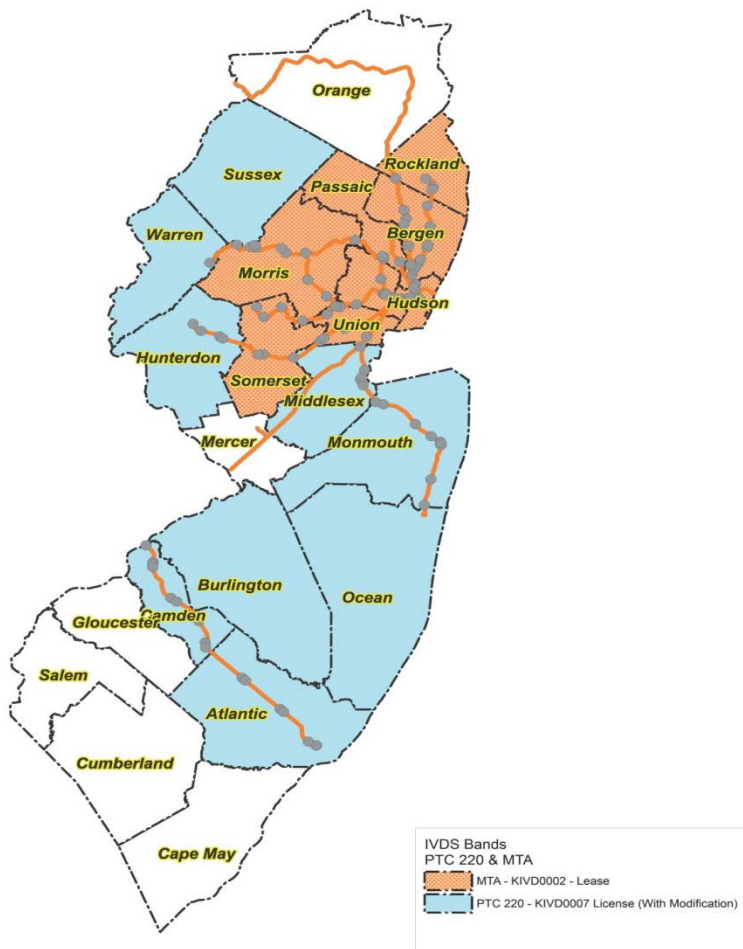 Orange
Rockland
Sussex
Passaic
Bergen
Warren
Morris
Hudson
Union
Hunterdon
Somerset
Middlesex
Mercer
Monmouth
Burlington
Ocean
Camden
Gloucester
Salem
Atlantic
Cumberland
Cape May
IVDS Bands
PTC 220 & MTA
MTA - KIVD0002 - Lease
PTC 220 - KIVD0007 License (With Modification)